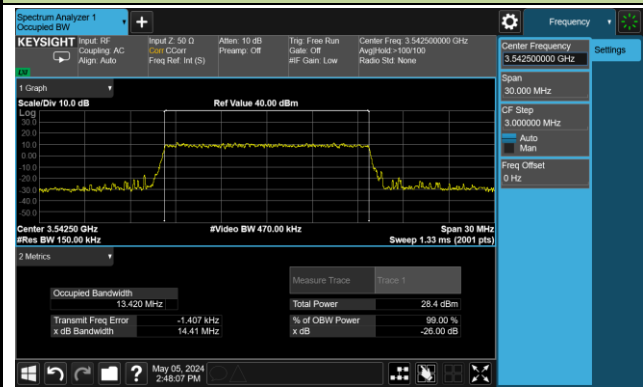 Spectrum Analyzer 1
Occupied BW
+
Frequency
KEYSIGHT
Input: RF
Coupling: AC
Align: Auto
Input Z: 50 Ω
Corr CCorr
Freq Ref: Int (S)
Atten: 10 dB
Preamp: Off
Trig: Free Run
Gate: Off
#IF Gain: Low
Center Freq: 3.542500000 GHz
Avg|Hold:>100/100
Radio Std: None
Center Frequency
3.542500000 GHz
Settings
Span
30.000 MHz
CF Step
3.000000 MHz
Auto
Man
Freq Offset
0 Hz
LXI
1 Graph
Scale/Div 10.0 dB
Ref Value 40.00 dBm
Log
30.0
20.0
10.0
0.00
-10.0
-20.0
-30.0
-40.0
-50.0
Center 3.54250 GHz
#Video BW 470.00 kHz
Span 30 MHz
#Res BW 150.00 kHz
Sweep 1.33 ms (2001 pts)
2 Metrics
Measure Trace
Trace 1
Occupied Bandwidth
13.420 MHz
Total Power
28.4 dBm
Transmit Freq Error
-1.407 kHz
% of OBW Power
99.00 %
x dB Bandwidth
14.41 MHz
x dB
-26.00 dB
?
May 05, 2024
2:48:07 PM